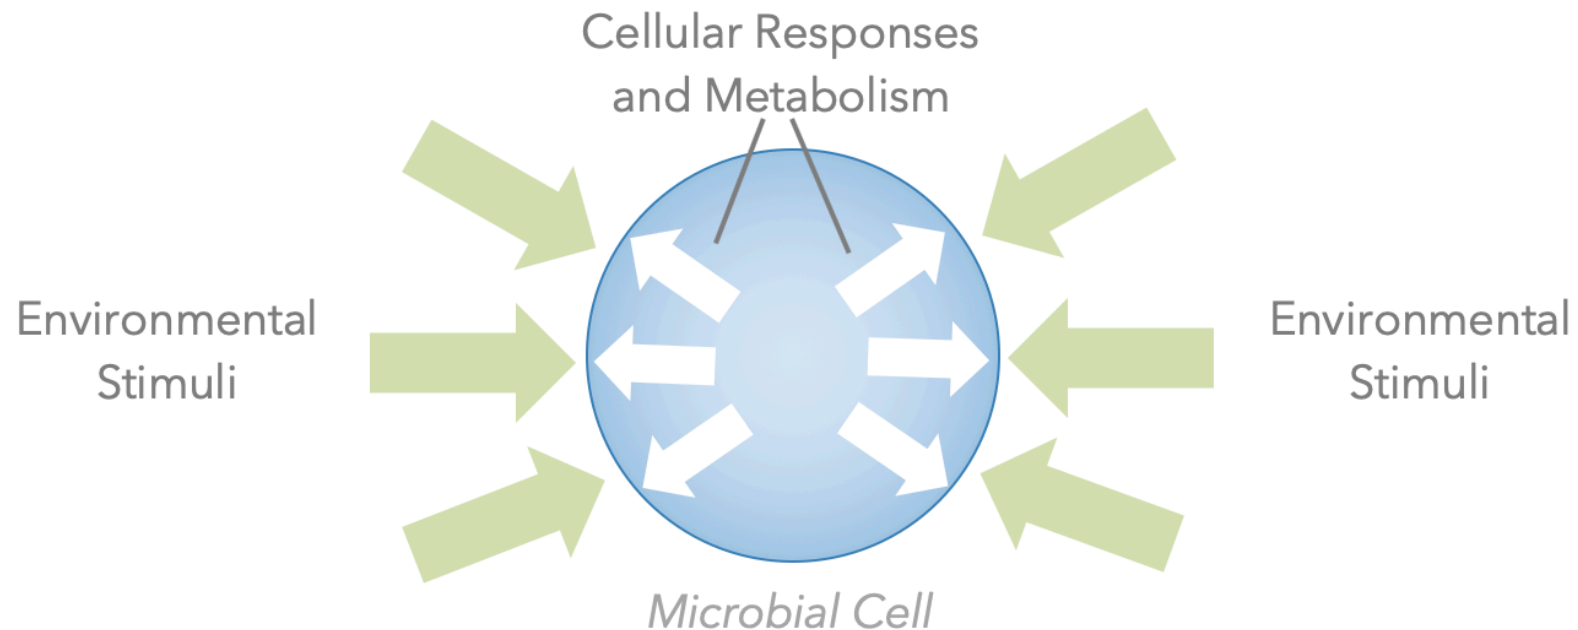 Cellular Responses
and Metabolism
Environmental
Stimuli
Environmental
Stimuli
Microbial Cell